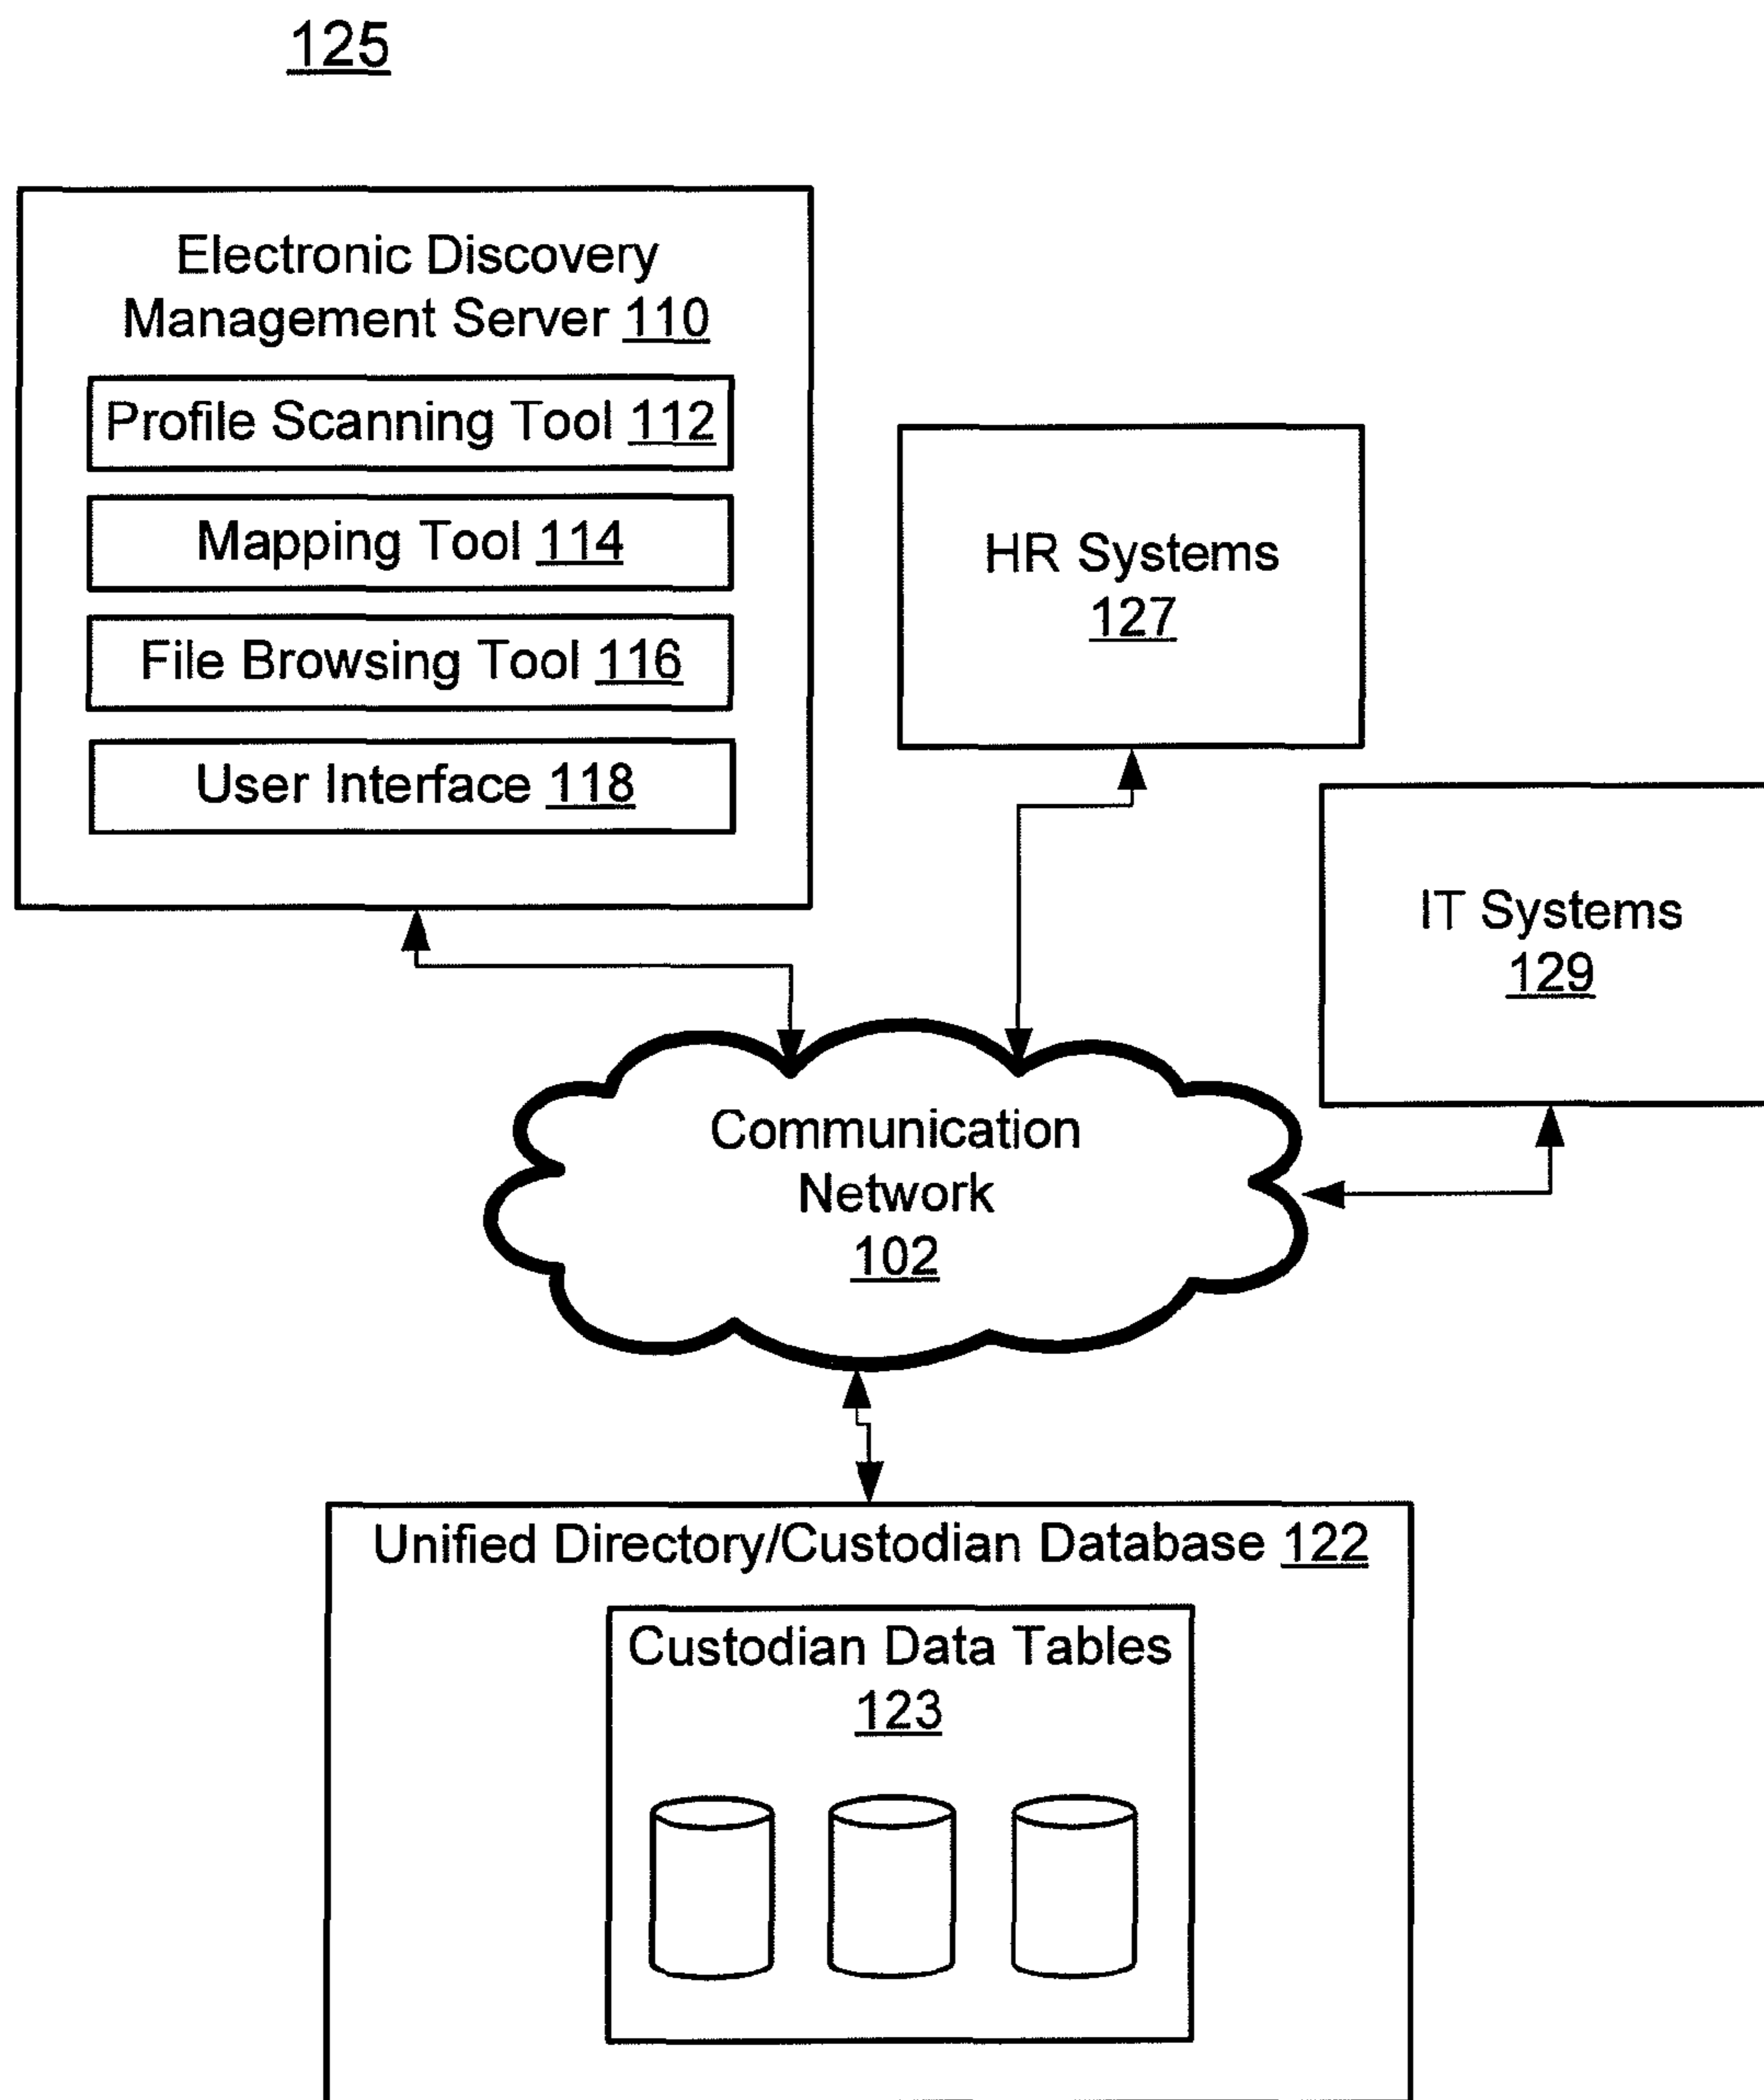 125
Electronic Discovery
Management Server 110
Profile Scanning Tool 112
Mapping Tool 114
File Browsing Tool 116
User Interface 118
HR Systems
127
IT Systems
129
Communication
Network
102
Unified Directory/Custodian Database 122
Custodian Data Tables
123